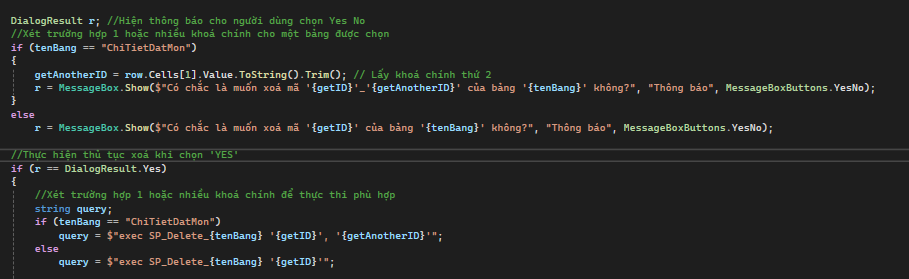 DialogResult r; //Hiện thông báo cho người dùng chọn Yes No
//Xét trường hợp 1 hoặc nhiều khoá chính cho một bảng được chọn
if (tenBang == "ChiTietDatMon")
{
getAnotherID = row.Cells[1].Value.ToString().Trim(); // Lấy khoá chính thứ 2
r = MessageBox.Show($"Có chắc là muốn xoá mã '{getID}'_'{getAnotherID}' của bảng '{tenBang}' không?", "Thông báo", MessageBoxButtons.YesNo);
}
else
r = MessageBox.Show($"Có chắc là muốn xoá mã '{getID}' của bảng '{tenBang}' không?", "Thông báo", MessageBoxButtons.YesNo);
//Thực hiện thủ tục xoá khi chọn 'YES'
if (r == DialogResult.Yes)
{
//Xét trường hợp 1 hoặc nhiều khoá chính để thực thi phù hợp
string query;
if (tenBang == "ChiTietDatMon")
query = $"exec SP_Delete_{tenBang} '{getID}', '{getAnotherID}'";
else
query = $"exec SP_Delete_{tenBang} '{getID}'";